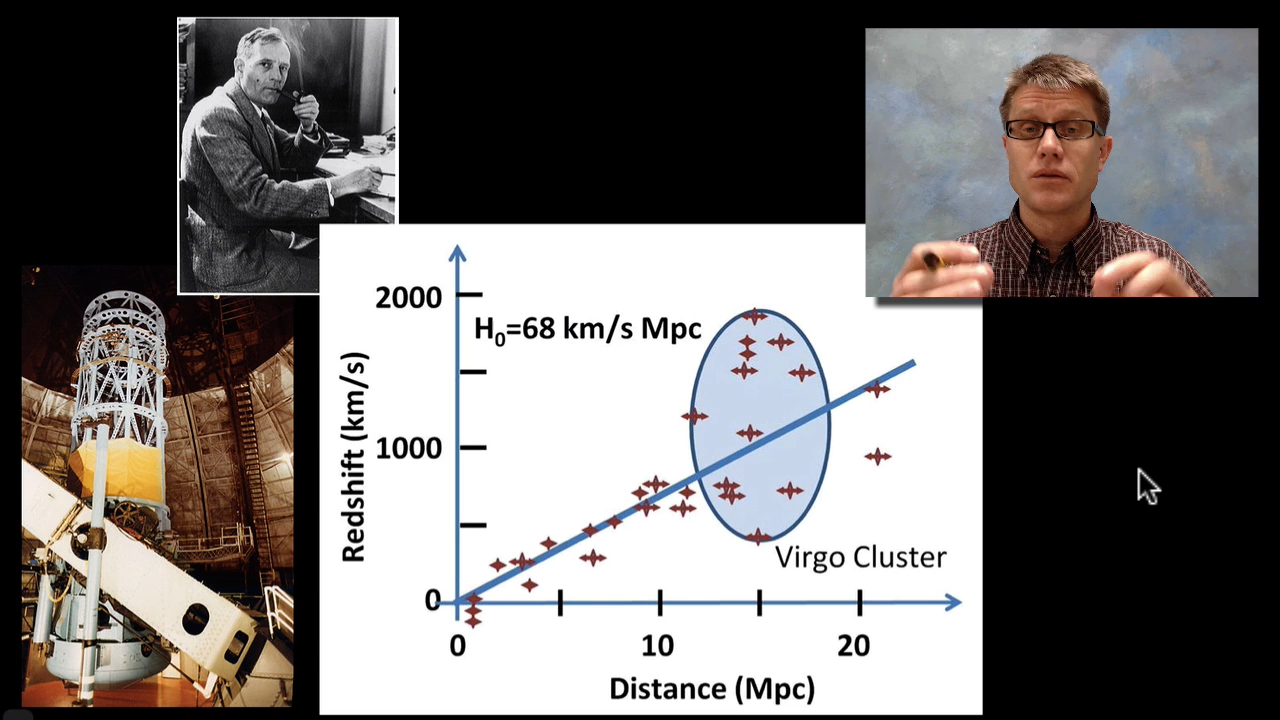 2000
H₀=68 km/s Mpc
1000
0
Redshift (km/s)
Virgo Cluster
0 10 20
Distance (Mpc)